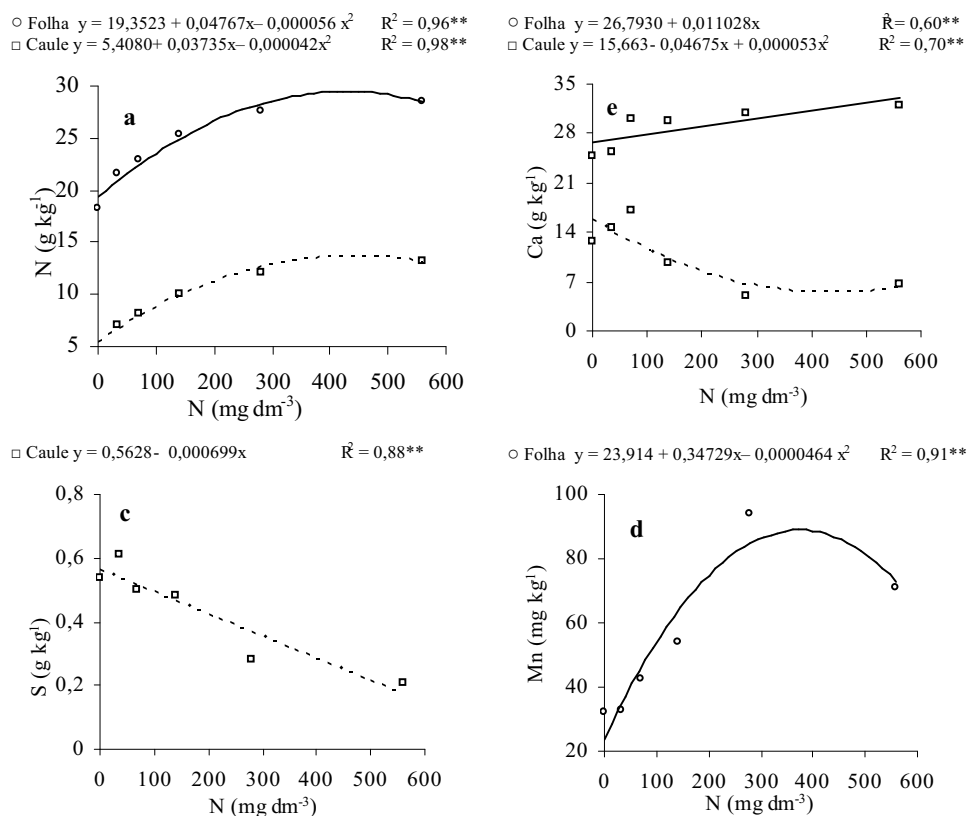 ○ Folha y = 19,3523 + 0,04767x– 0,000056 x² R² = 0,96**
□ Caule y = 5,4080+ 0,03735x– 0,000042x² R² = 0,98**
a
30
25
20
15
10
5
N (g kg⁻¹)
0 100 200 300 400 500 600
N (mg dm⁻³)
○ Folha y = 26,7930 + 0,011028x R² = 0,60**
□ Caule y = 15,663- 0,04675x + 0,000053x² R² = 0,70**
e
35
28
21
14
7
0
Ca (g kg⁻¹)
0 100 200 300 400 500 600
N (mg dm⁻³)
□ Caule y = 0,5628- 0,000699x R² = 0,88**
c
0,8
0,6
0,4
0,2
0
S (g kg¹)
0 100 200 300 400 500 600
N (mg dm⁻³)
○ Folha y = 23,914 + 0,34729x– 0,0000464 x² R² = 0,91**
d
100
80
60
40
20
Mn (mg kg¹)
0 100 200 300 400 500 600
N (mg dm⁻³)